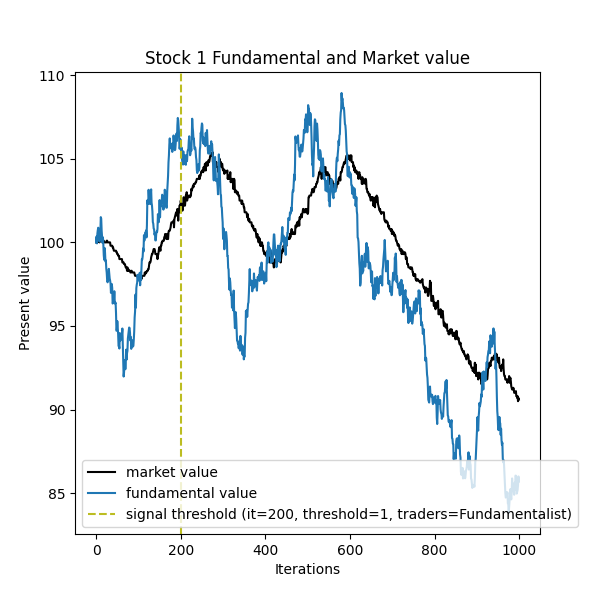 Stock 1 Fundamental and Market value
110
105
100
95
90
85
Present value
market value
fundamental value
signal threshold (it=200, threshold=1, traders=Fundamentalist)
0 200 400 600 800 1000
Iterations